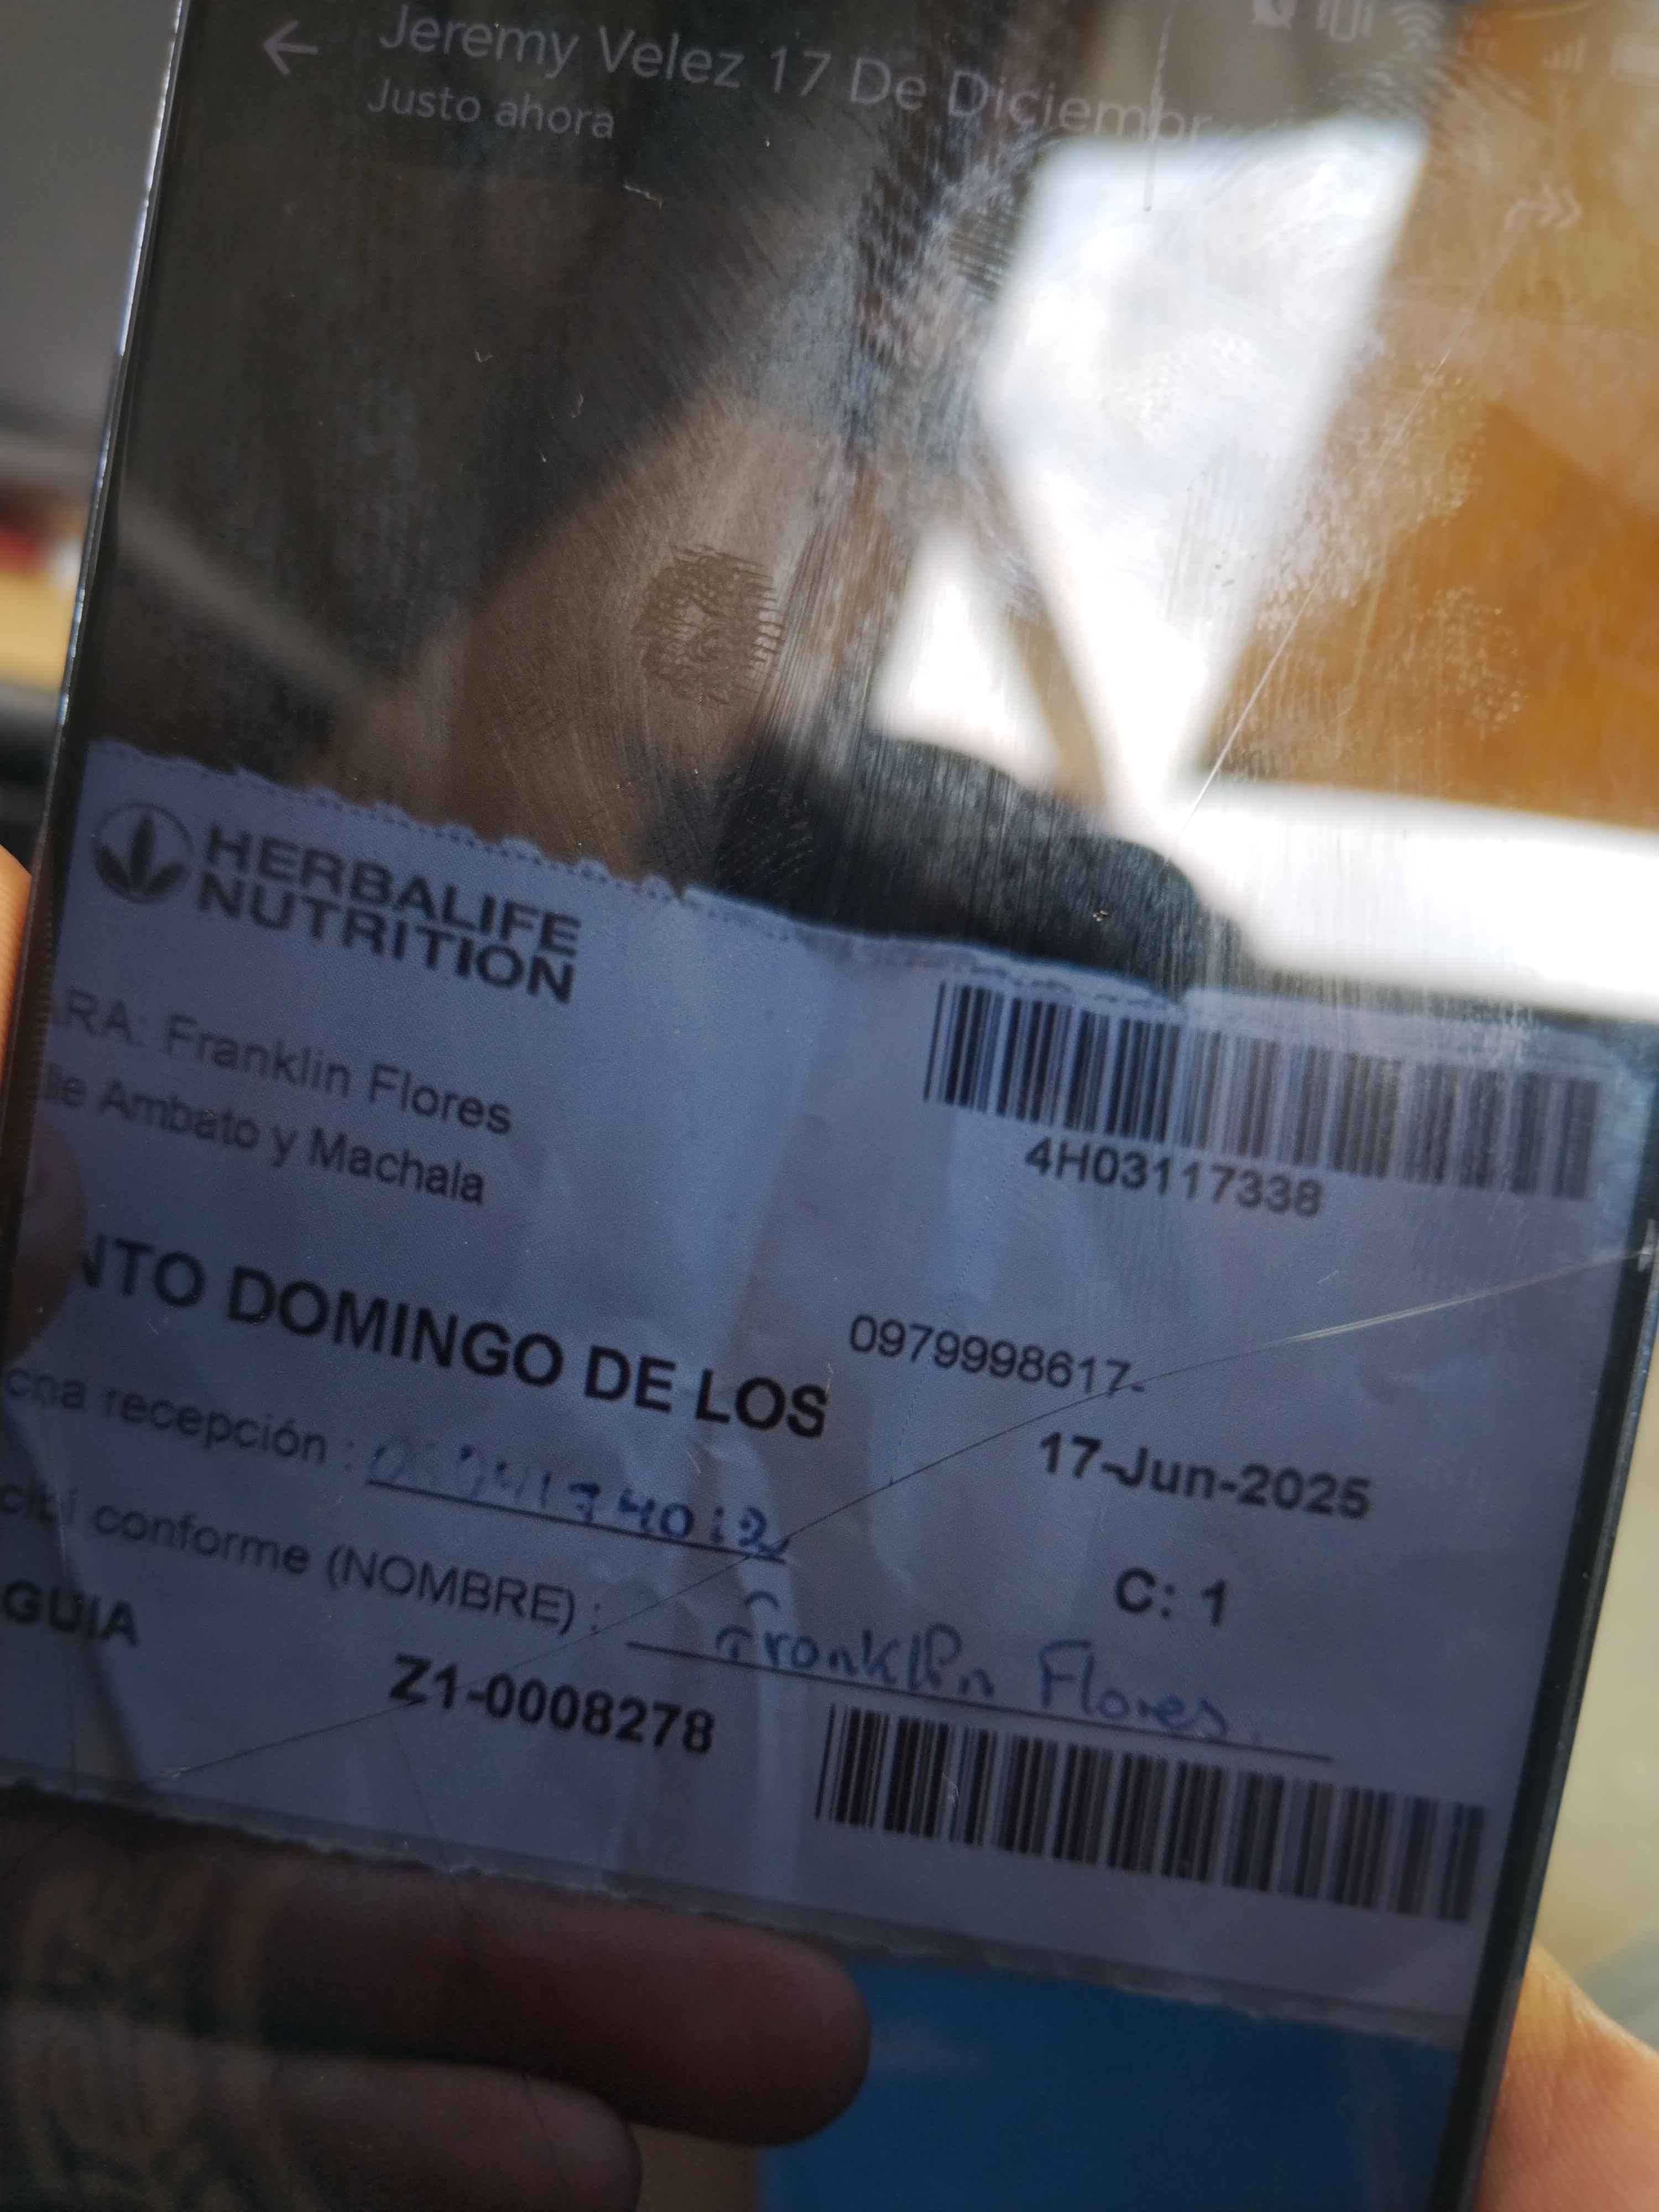 Jeremy Velez 17 De Diciembr
Justo ahora
HERBALIFE
NUTRITION
RA: Franklin Flores
lle Ambato y Machala
4H03117338
NTO DOMINGO DE LOS
0979998617-
cha recepción :
17-Jun-2025
cibí conforme (NOMBRE) : Franklin Flores.
C: 1
GUIA
Z1-0008278